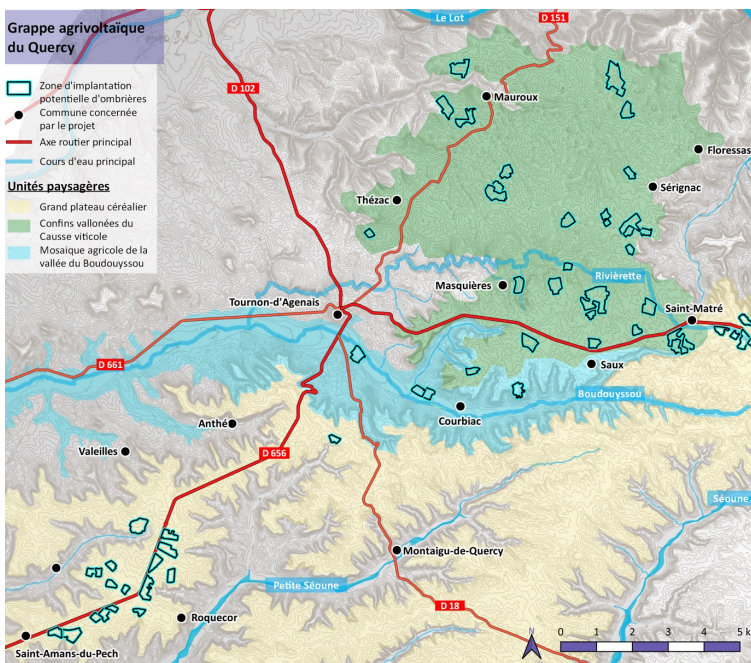 Grappe agrivoltaïque
du Quercy
Zone d'implantation
potentielle d'ombrières
Commune concernée
par le projet
Axe routier principal
Cours d'eau principal
Unités paysagères
Grand plateau céréalier
Confins vallonées du
Causse viticole
Mosaique agricole de la
vallée du Boudouyssou
Le Lot
D 151
D 102
Mauroux
Floressas
Sérignac
Thézac
Rivièrette
Masquières
Tournon-d'Agenais
Saint-Matré
D 661
Saux
Boudouyssou
Courbiac
Anthé
Valeilles
D 656
Séoune
Montaigu-de-Quercy
Petite Séoune
D 18
Roquecor
Saint-Amans-du-Pech
N
0 1 2 3 4 5 k